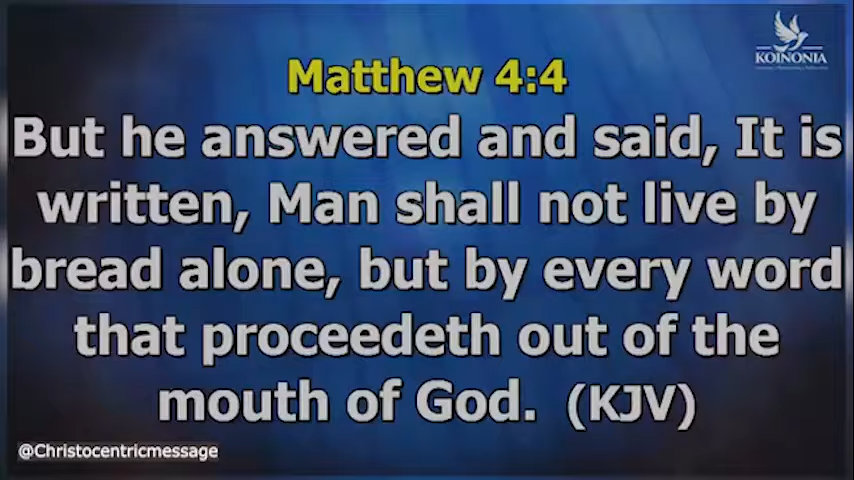 KOINONIA
Matthew 4:4
But he answered and said, It is
written, Man shall not live by
bread alone, but by every word
that proceedeth out of the
mouth of God. (KJV)
@Christocentricmessage